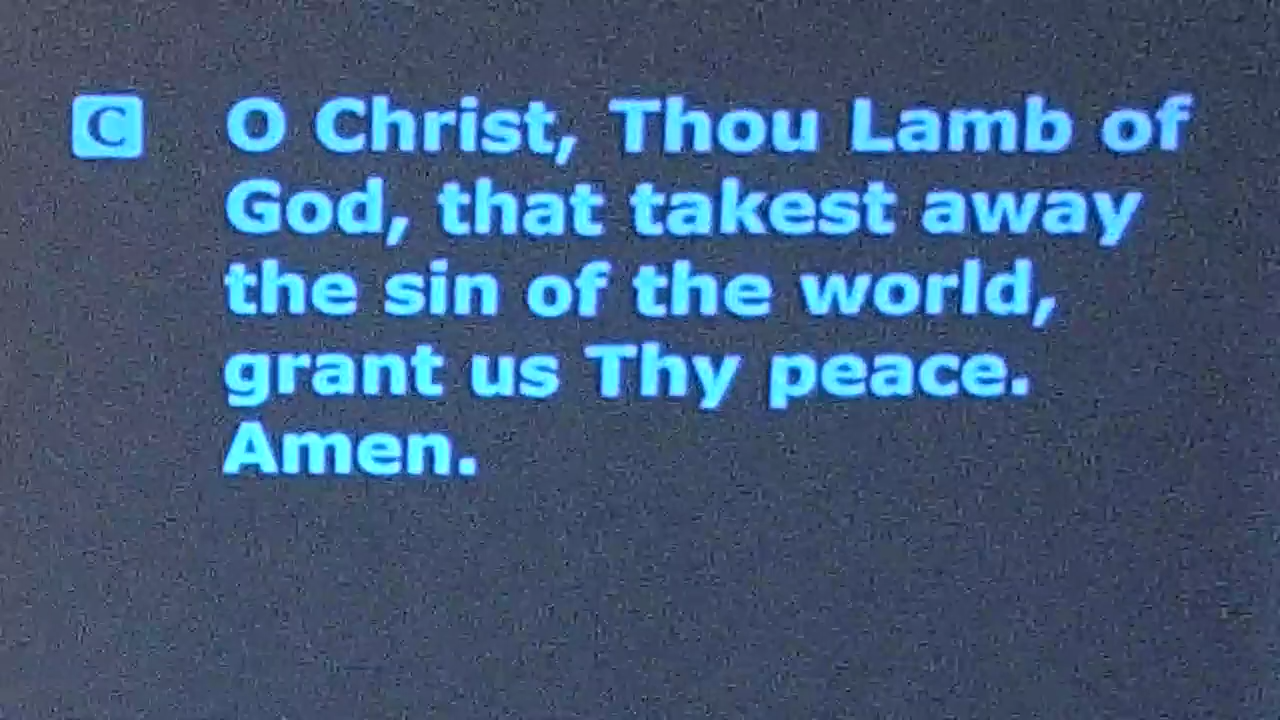 C O Christ, Thou Lamb of
God, that takest away
the sin of the world,
grant us Thy peace.
Amen.